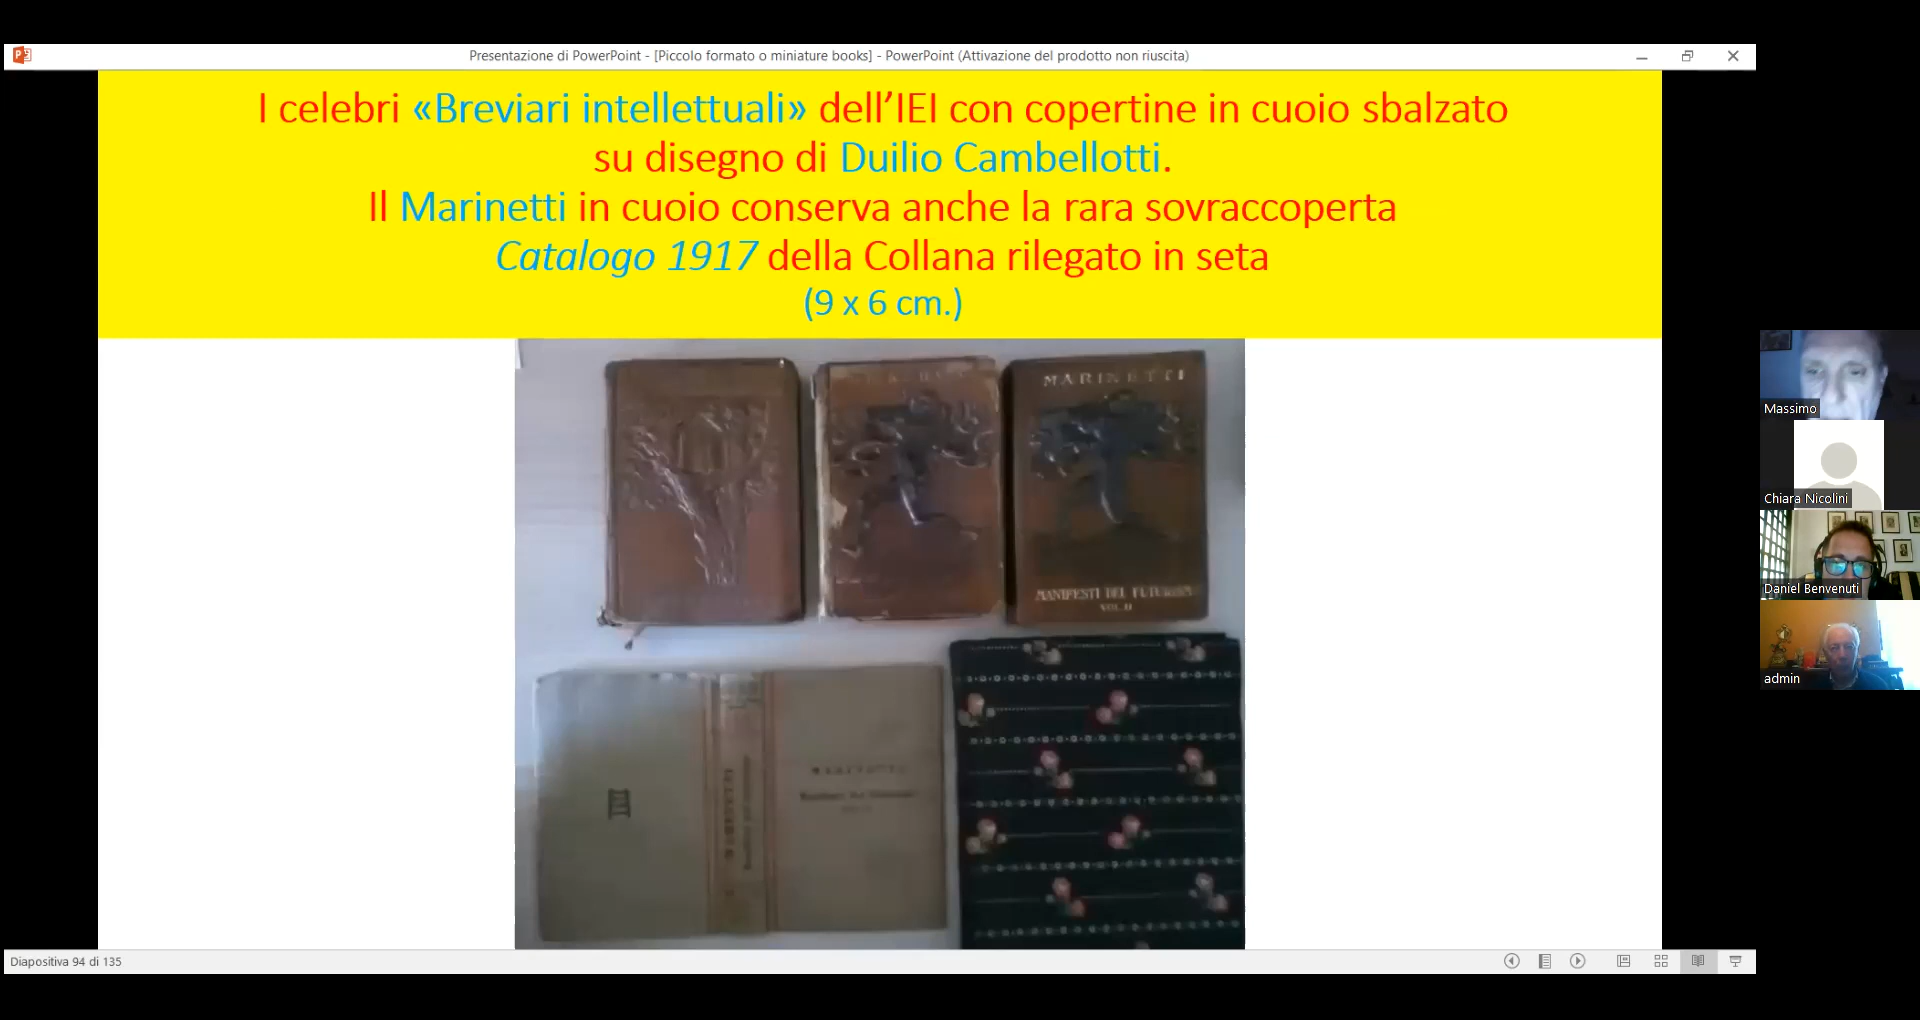 Presentazione di PowerPoint - [Piccolo formato o miniature books] - PowerPoint (Attivazione del prodotto non riuscita)
I celebri «Breviari intellettuali» dell’IEI con copertine in cuoio sbalzato
su disegno di Duilio Cambellotti.
Il Marinetti in cuoio conserva anche la rara sovraccoperta
Catalogo 1917 della Collana rilegato in seta
(9 x 6 cm.)
MARINETTI
MANIFESTI DEL FUTURISMO
VOL. II
Massimo
Chiara Nicolini
Daniel Benvenuti
admin
Diapositiva 94 di 135